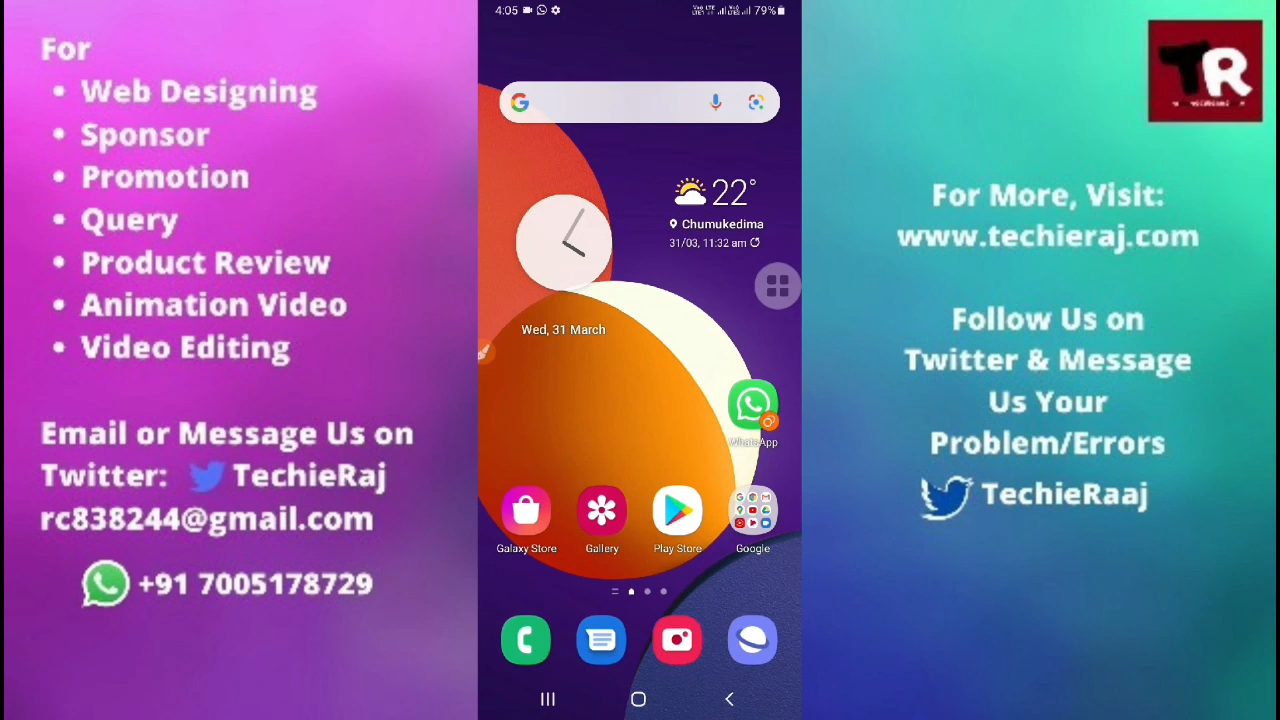 For
• Web Designing
• Sponsor
• Promotion
• Query
• Product Review
• Animation Video
• Video Editing
Email or Message Us on
Twitter: TechieRaj
rc838244@gmail.com
+91 7005178729
4:05
79%
22°
Chumukedima
31/03, 11:32 am
Wed, 31 March
WhatsApp
Galaxy Store
Gallery
Play Store
Google
TR
For More, Visit:
www.techieraj.com
Follow Us on
Twitter & Message
Us Your
Problem/Errors
TechieRaaj